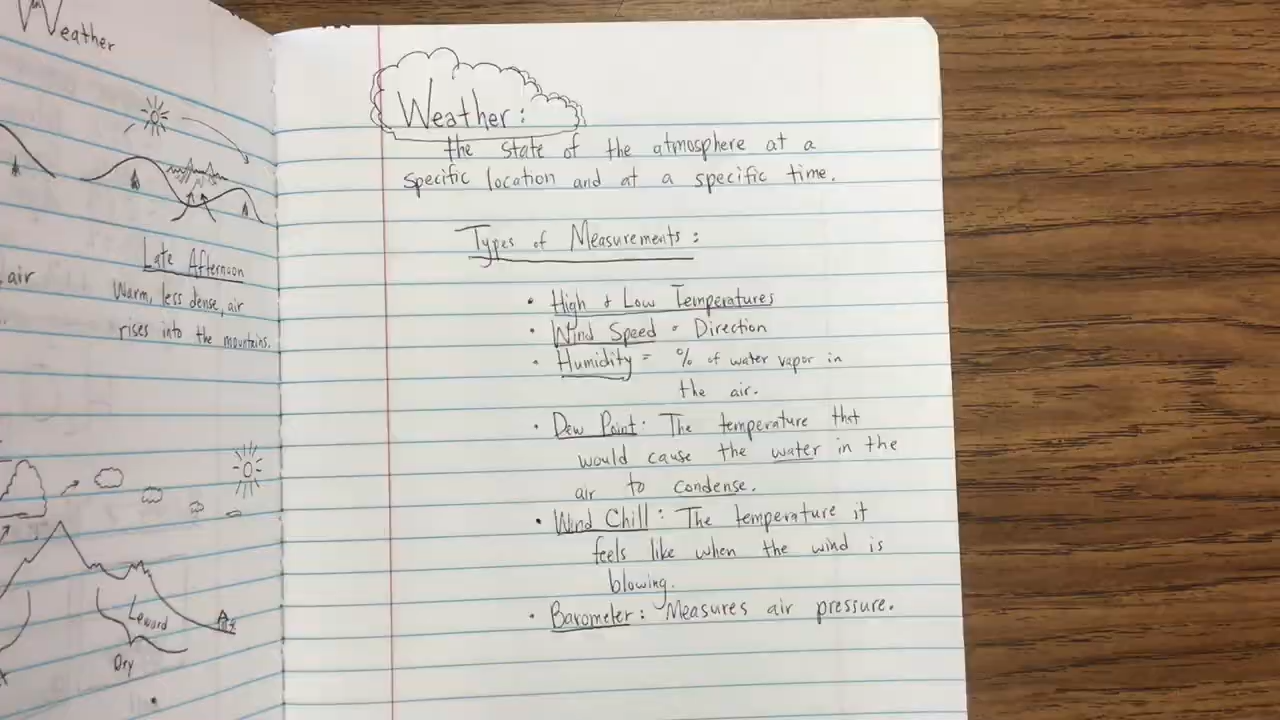 Weather
Late Afternoon
air
Warm, less dense, air
rises into the mountains.
Leward
Dry
Weather:
the state of the atmosphere at a
specific location and at a specific time.
Types of Measurements:
• High & Low Temperatures
• Wind Speed & Direction
• Humidity = % of water vapor in
the air.
• Dew Point: The temperature that
would cause the water in the
air to condense.
• Wind Chill: The temperature it
feels like when the wind is
blowing.
• Barometer: Measures air pressure.